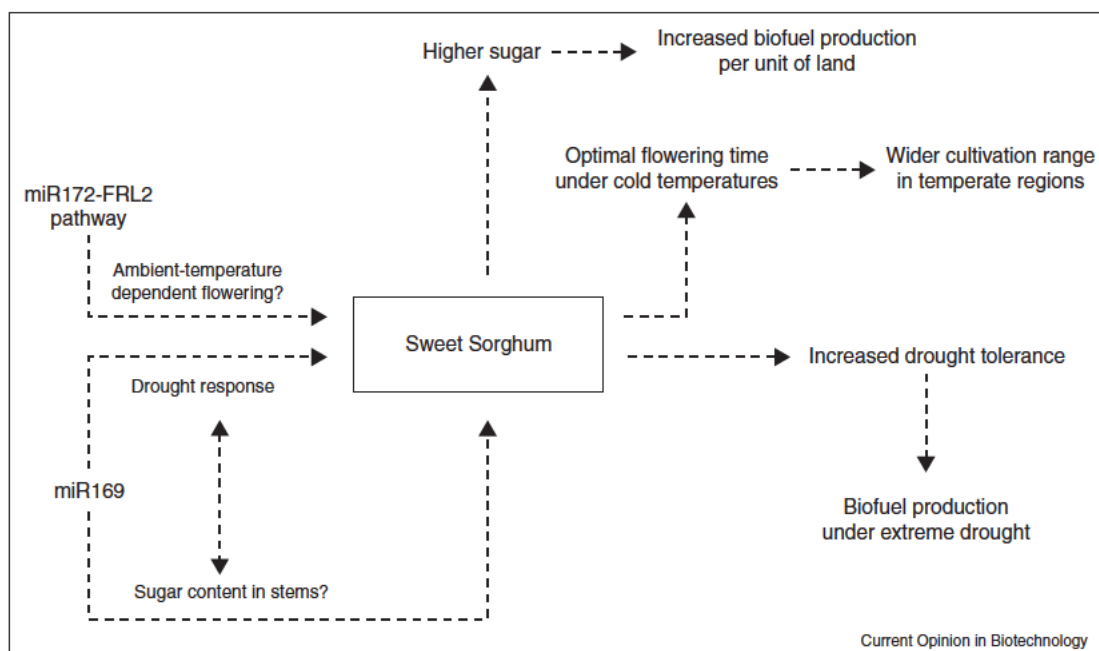 Higher sugar
Increased biofuel production
per unit of land
Optimal flowering time
under cold temperatures
Wider cultivation range
in temperate regions
miR172-FRL2
pathway
Ambient-temperature
dependent flowering?
Sweet Sorghum
Increased drought tolerance
Drought response
miR169
Biofuel production
under extreme drought
Sugar content in stems?
Current Opinion in Biotechnology